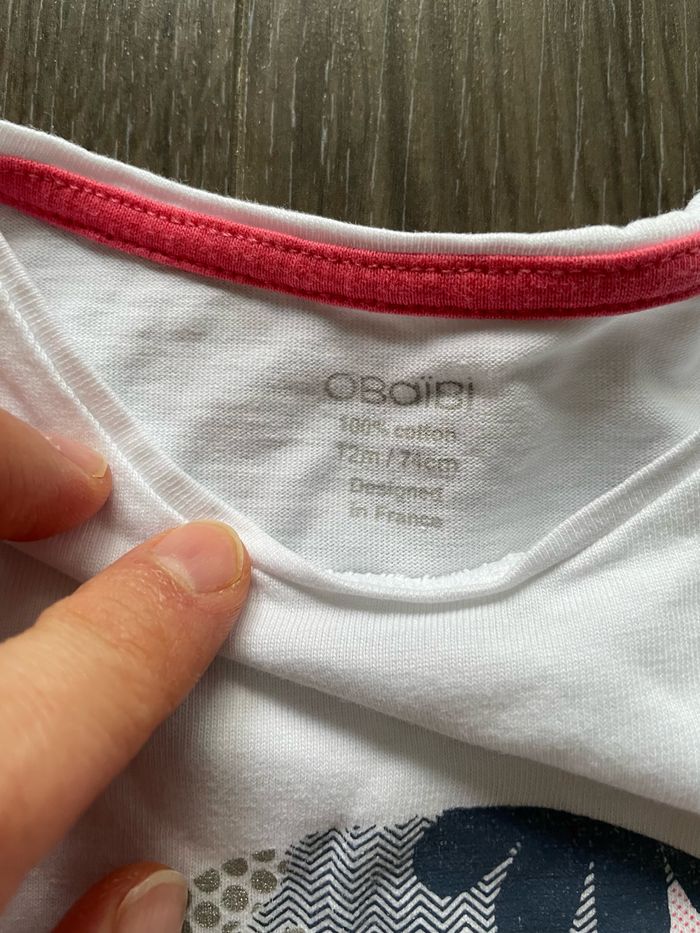 OBaïBi
100% cotton
12m / 74cm
Designed
in France